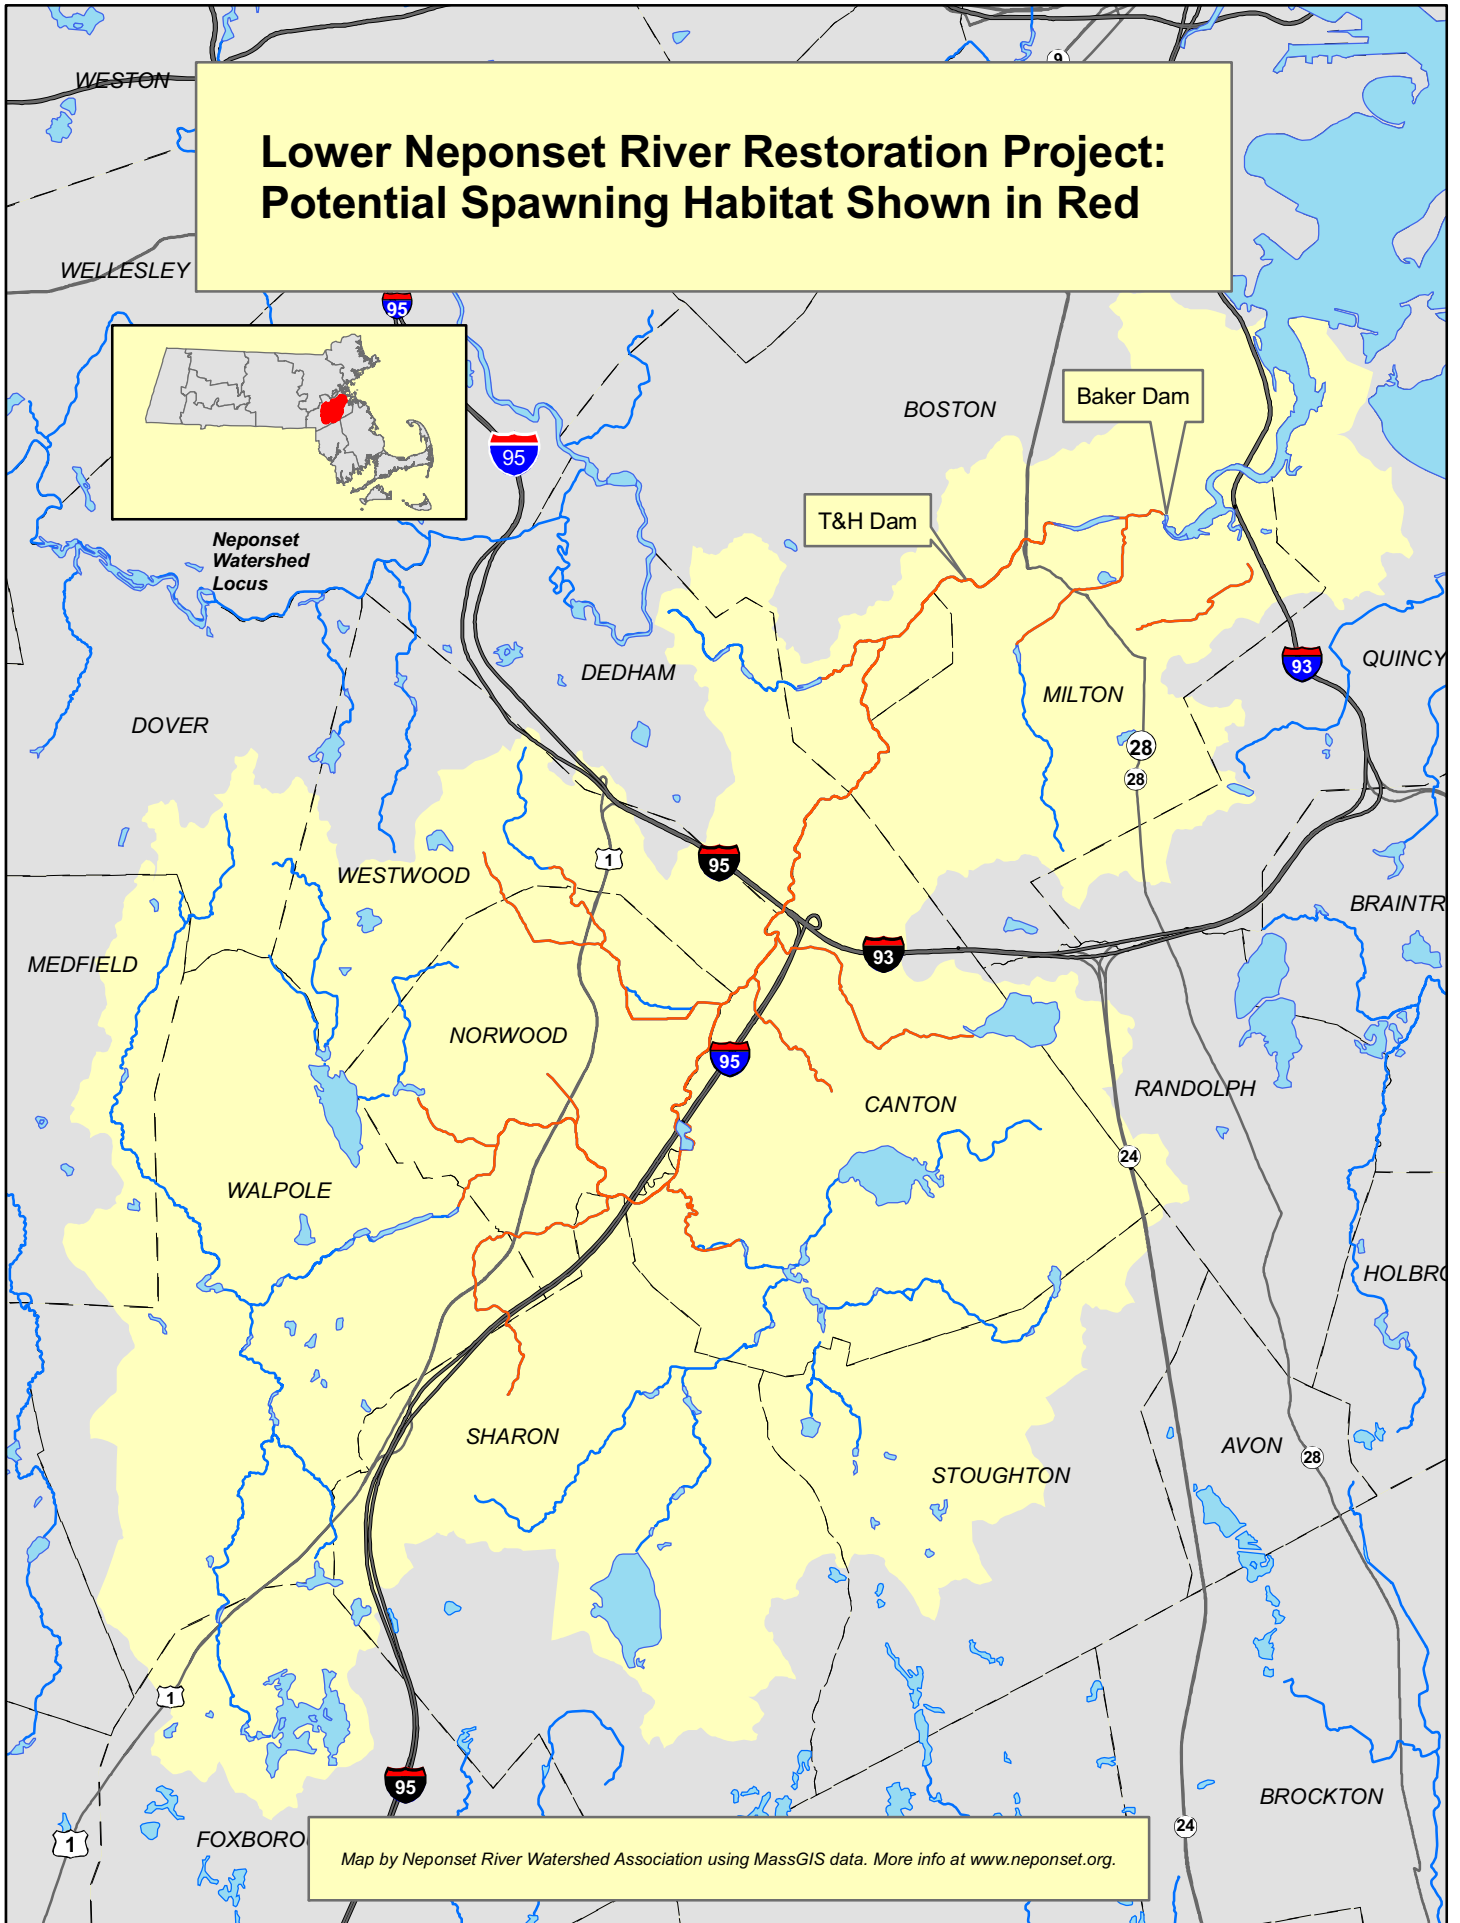 WESTON
9
Lower Neponset River Restoration Project:
Potential Spawning Habitat Shown in Red
WELLESLEY
95
Baker Dam
BOSTON
95
T&H Dam
Neponset
Watershed
Locus
DEDHAM
QUINCY
93
MILTON
DOVER
28
28
1
95
WESTWOOD
BRAINTR
93
MEDFIELD
NORWOOD
95
RANDOLPH
CANTON
24
WALPOLE
HOLBRO
SHARON
AVON
28
STOUGHTON
1
95
BROCKTON
24
1
FOXBORO
Map by Neponset River Watershed Association using MassGIS data. More info at www.neponset.org.